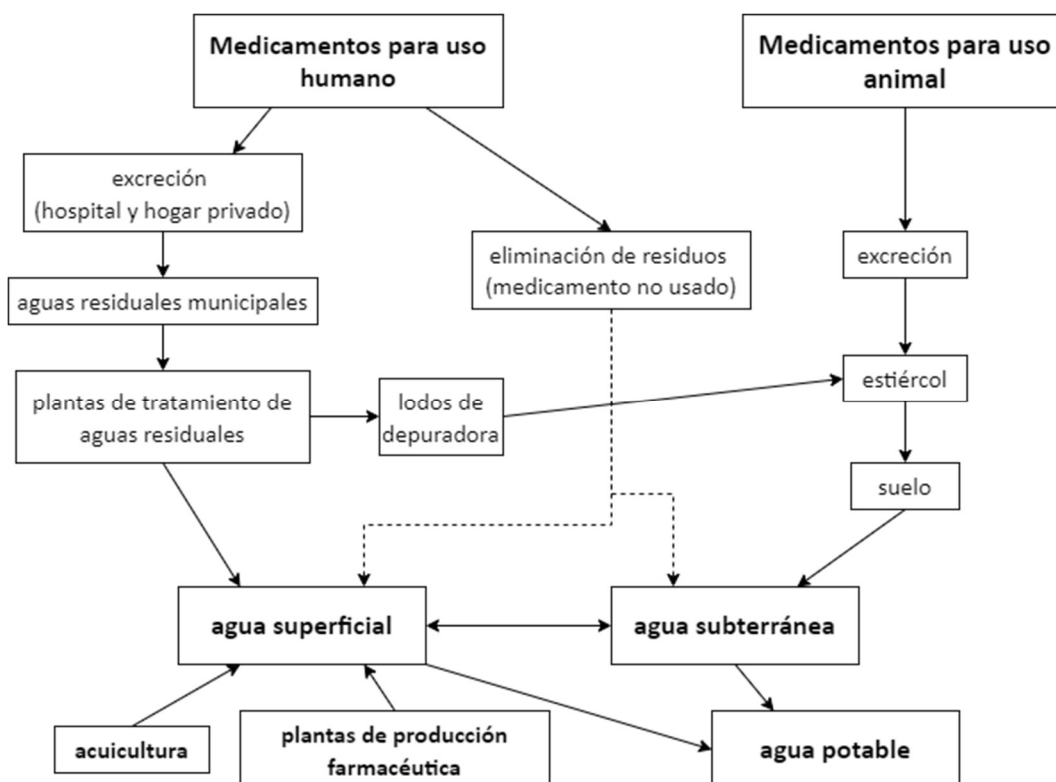 Medicamentos para uso
humano
Medicamentos para uso
animal
excreción
(hospital y hogar privado)
eliminación de residuos
(medicamento no usado)
excreción
aguas residuales municipales
plantas de tratamiento de
aguas residuales
lodos de
depuradora
estiércol
suelo
agua superficial
agua subterránea
acuicultura
plantas de producción
farmacéutica
agua potable